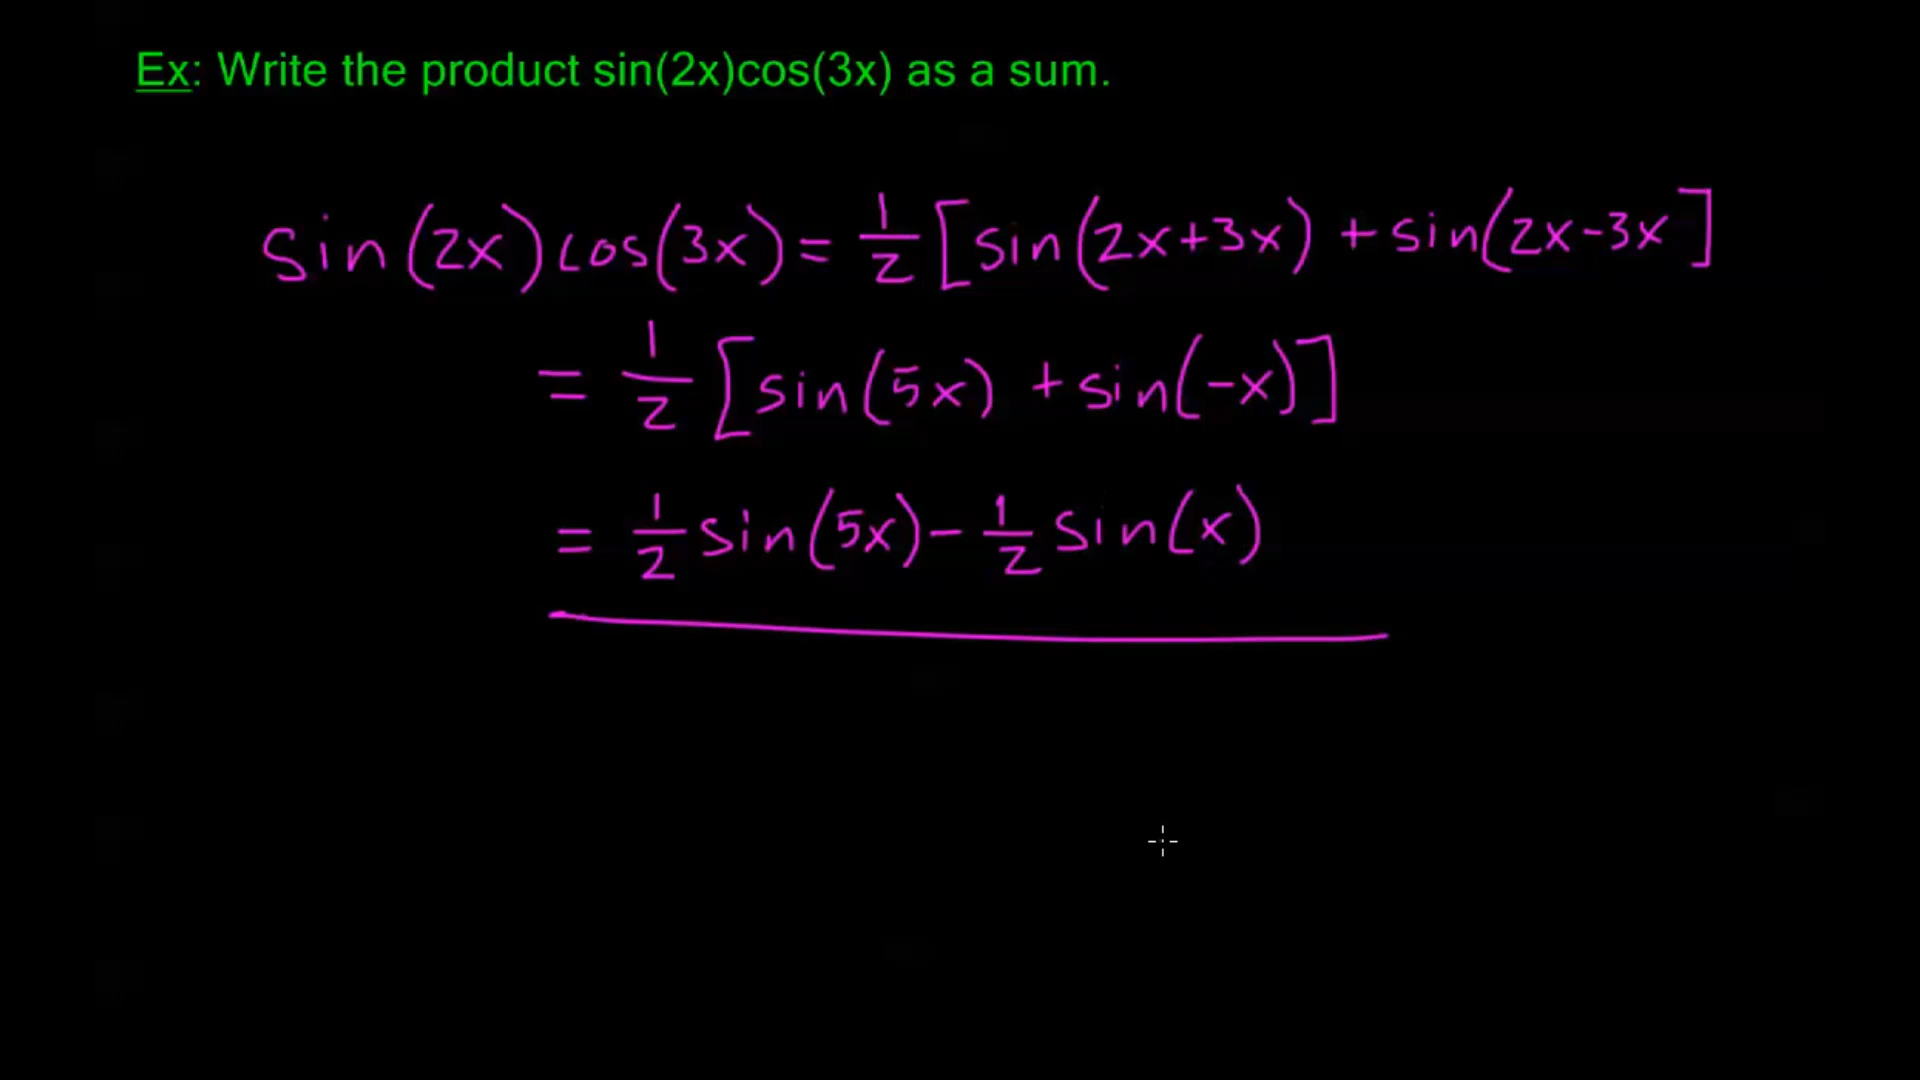 Ex: Write the product sin(2x)cos(3x) as a sum.
sin(2x)cos(3x) = 1/2 [sin(2x+3x) + sin(2x-3x]
= 1/2 [sin(5x) + sin(-x)]
= 1/2 sin(5x) - 1/2 sin(x)